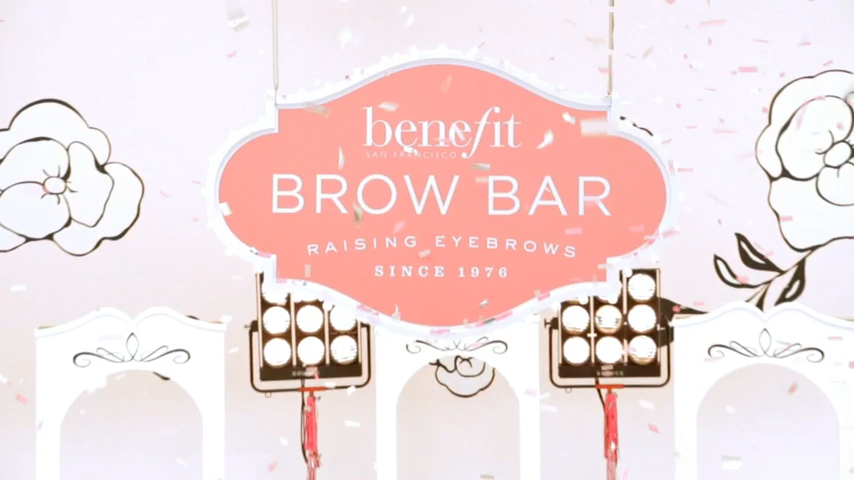 benefit
SAN FRANCISCO
BROW BAR
RAISING EYEBROWS
SINCE 1976